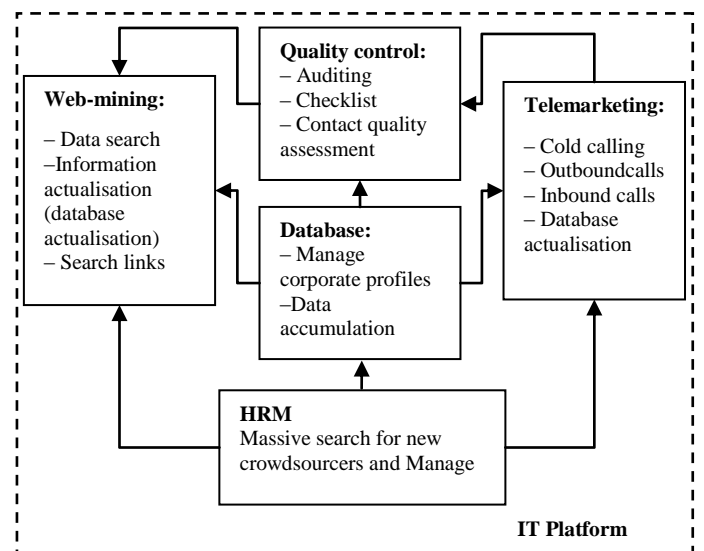 Quality control:
– Auditing
– Checklist
– Contact quality
assessment
Web-mining:
– Data search
–Information
actualisation
(database
actualisation)
– Search links
Telemarketing:
– Cold calling
– Outboundcalls
– Inbound calls
– Database
actualisation
Database:
– Manage
corporate profiles
–Data
accumulation
HRM
Massive search for new
crowdsourcers and Manage
IT Platform